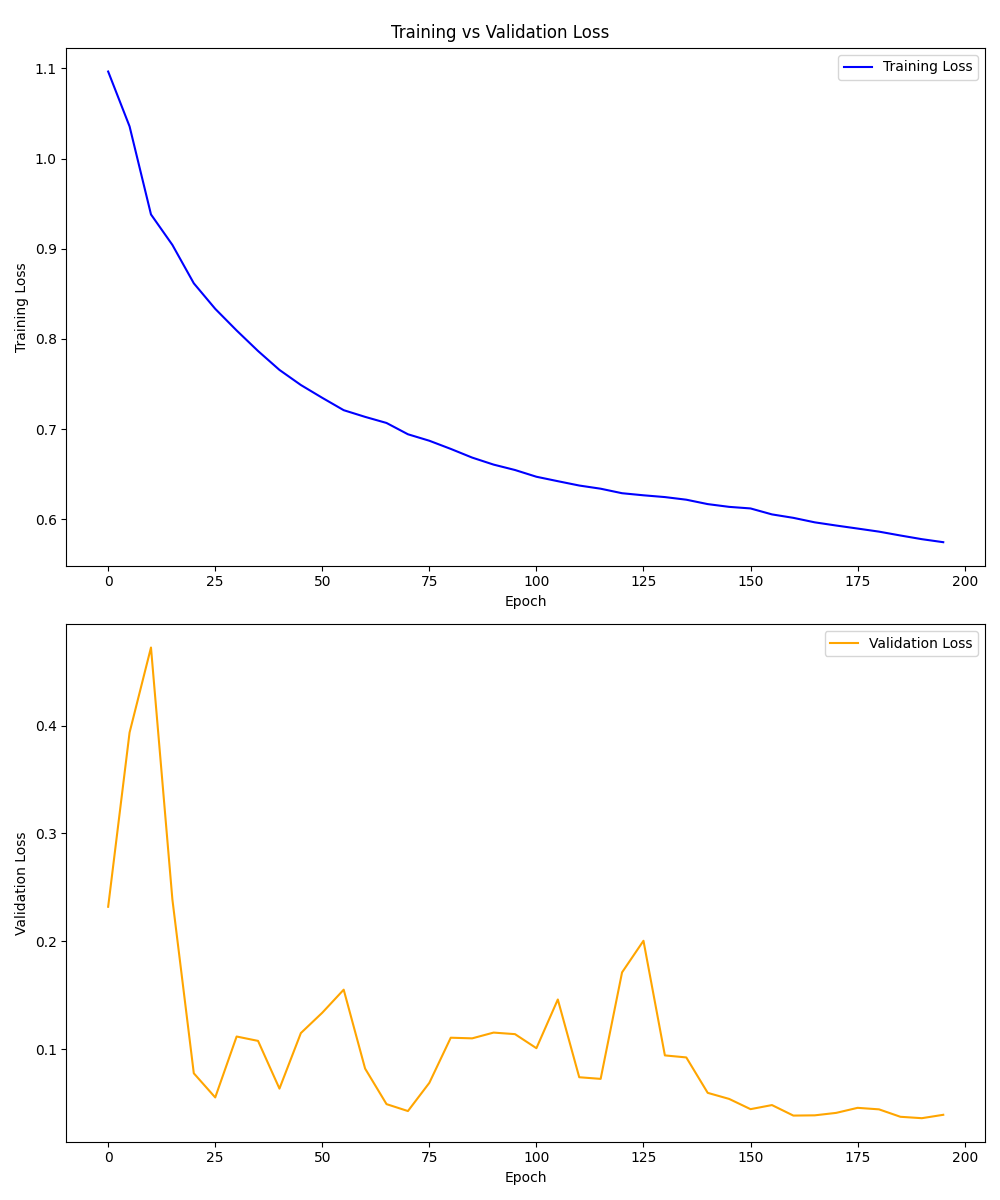 Training vs Validation Loss
Training Loss
1.1
1.0
0.9
0.8
0.7
0.6
Training Loss
0 25 50 75 100 125 150 175 200
Epoch
Validation Loss
0.4
0.3
0.2
0.1
Validation Loss
0 25 50 75 100 125 150 175 200
Epoch